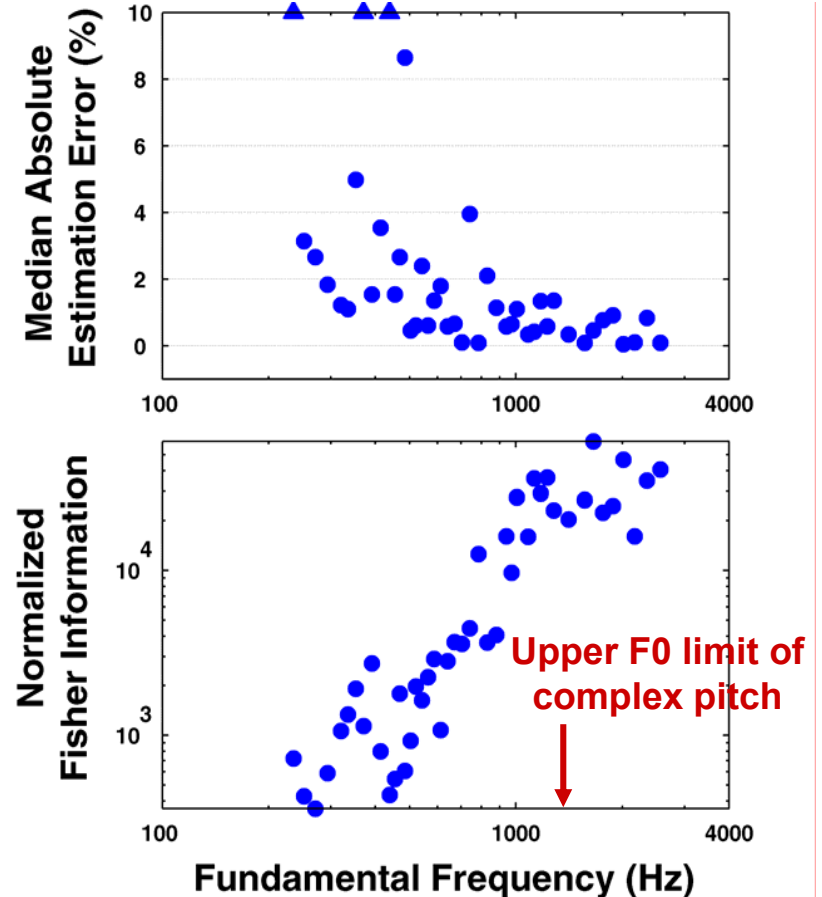 Median Absolute
Estimation Error (%)
10
8
6
4
2
0
100
1000
4000
Normalized
Fisher Information
10 4
10 3
Upper F0 limit of
complex pitch
100
1000
4000
Fundamental Frequency (Hz)